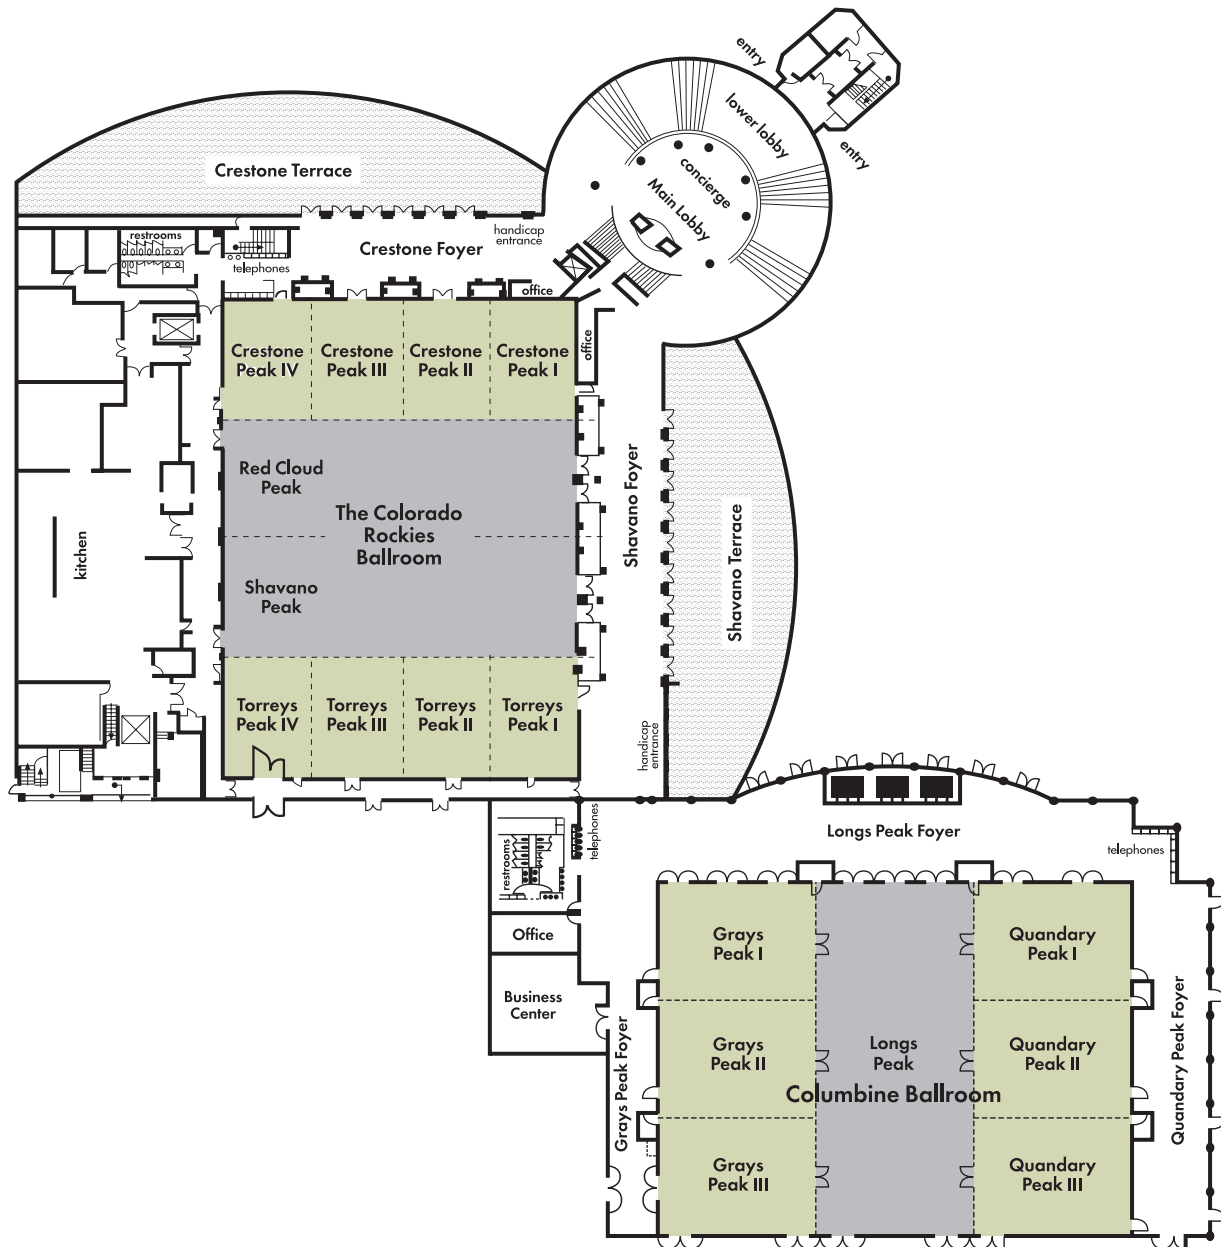 entry
lower lobby
entry
concierge
Main Lobby
Crestone Terrace
restrooms
handicap
entrance
Crestone Foyer
telephones
office
office
Crestone
Peak IV
Crestone
Peak III
Crestone
Peak II
Crestone
Peak I
Red Cloud
Peak
The Colorado
Rockies
Ballroom
Shavano
Peak
kitchen
Shavano Foyer
Shavano Terrace
Torreys
Peak IV
Torreys
Peak III
Torreys
Peak II
Torreys
Peak I
handicap
entrance
restrooms
telephones
Longs Peak Foyer
telephones
Office
Business
Center
Grays Peak Foyer
Grays
Peak I
Quandary
Peak I
Grays
Peak II
Longs
Peak
Quandary
Peak II
Columbine Ballroom
Grays
Peak III
Quandary
Peak III
Quandary Peak Foyer